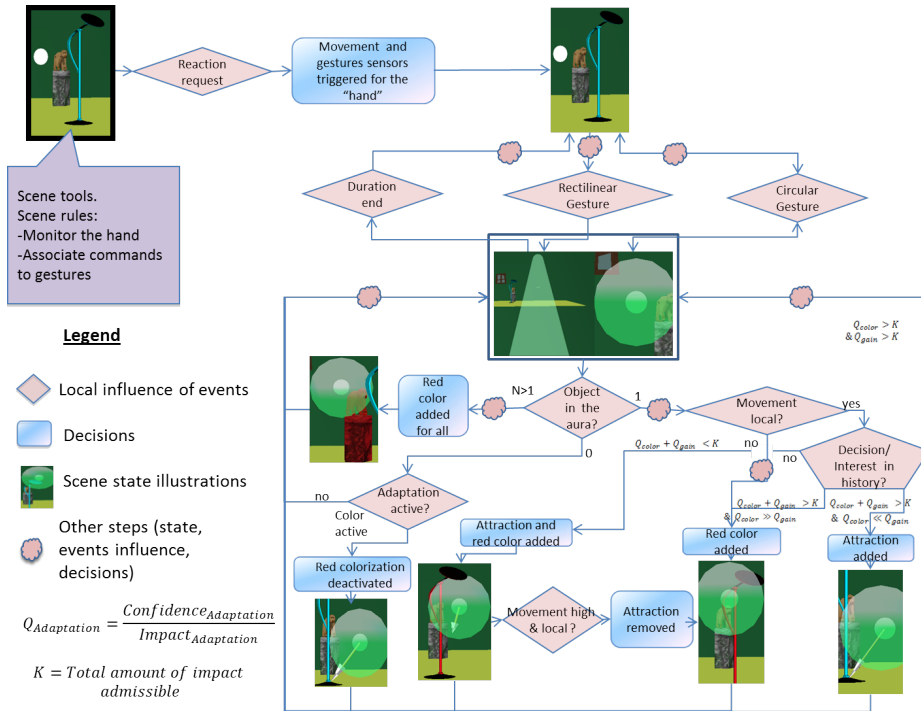 Reaction
request
Movement and
gestures sensors
triggered for the
“hand”
Scene tools.
Scene rules:
-Monitor the hand
-Associate commands
to gestures
Duration
end
Rectilinear
Gesture
Circular
Gesture
Legend
Local influence of events
Decisions
Scene state illustrations
Other steps (state,
events influence,
decisions)
Q_Adaptation = Confidence_Adaptation / Impact_Adaptation
K = Total amount of impact
admissible
Q_color > K
& Q_gain > K
Red
color
added
for all
N>1
Object
in the
aura?
1
0
Movement
local?
yes
no
Q_color + Q_gain < K
no
Decision/
Interest in
history?
Adaptation
active?
no
Color
active
Q_color + Q_gain > K
& Q_color ≫ Q_gain
Q_color + Q_gain > K
& Q_color ≪ Q_gain
Attraction and
red color added
Red color
added
Attraction added
Red colorization
deactivated
Movement high
& local ?
Attraction
removed